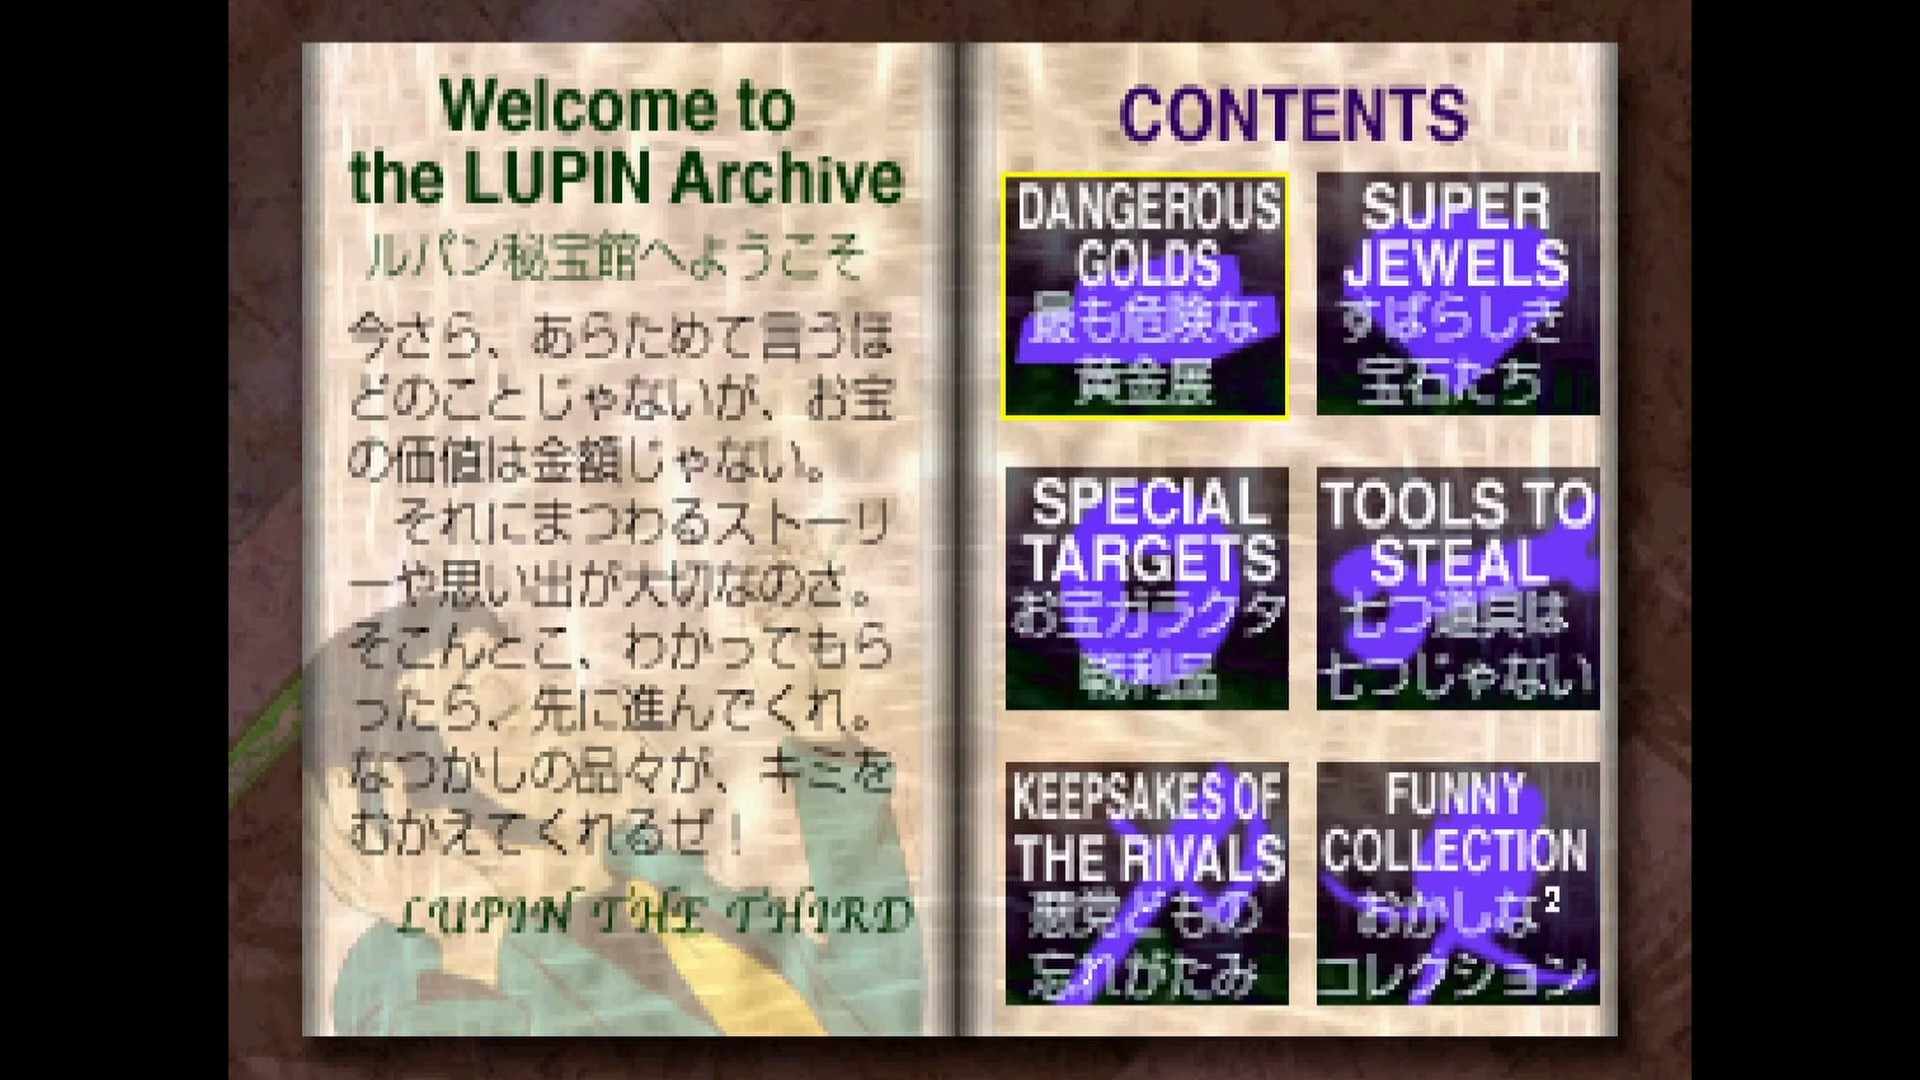 Welcome to
the LUPIN Archive
ルパン秘宝館へようこそ
今さら、あらためて言うほ
どのことじゃないが、お宝
の価値は金額じゃない。
それにまつわるストーリ
ーや思い出が大切なのさ。
そこんとこ、わかってもら
ったら、先に進んでくれ。
なつかしの品々が、キミを
むかえてくれるぜ!
LUPIN THE THIRD
CONTENTS
DANGEROUS
GOLDS
最も危険な
黄金展
SUPER
JEWELS
すばらしき
宝石たち
SPECIAL
TARGETS
お宝ガラクタ
戦利品
TOOLS TO
STEAL
七つ道具は
七つじゃない
KEEPSAKES OF
THE RIVALS
悪党どもの
忘れがたみ
FUNNY
COLLECTION
おかしな2
コレクション